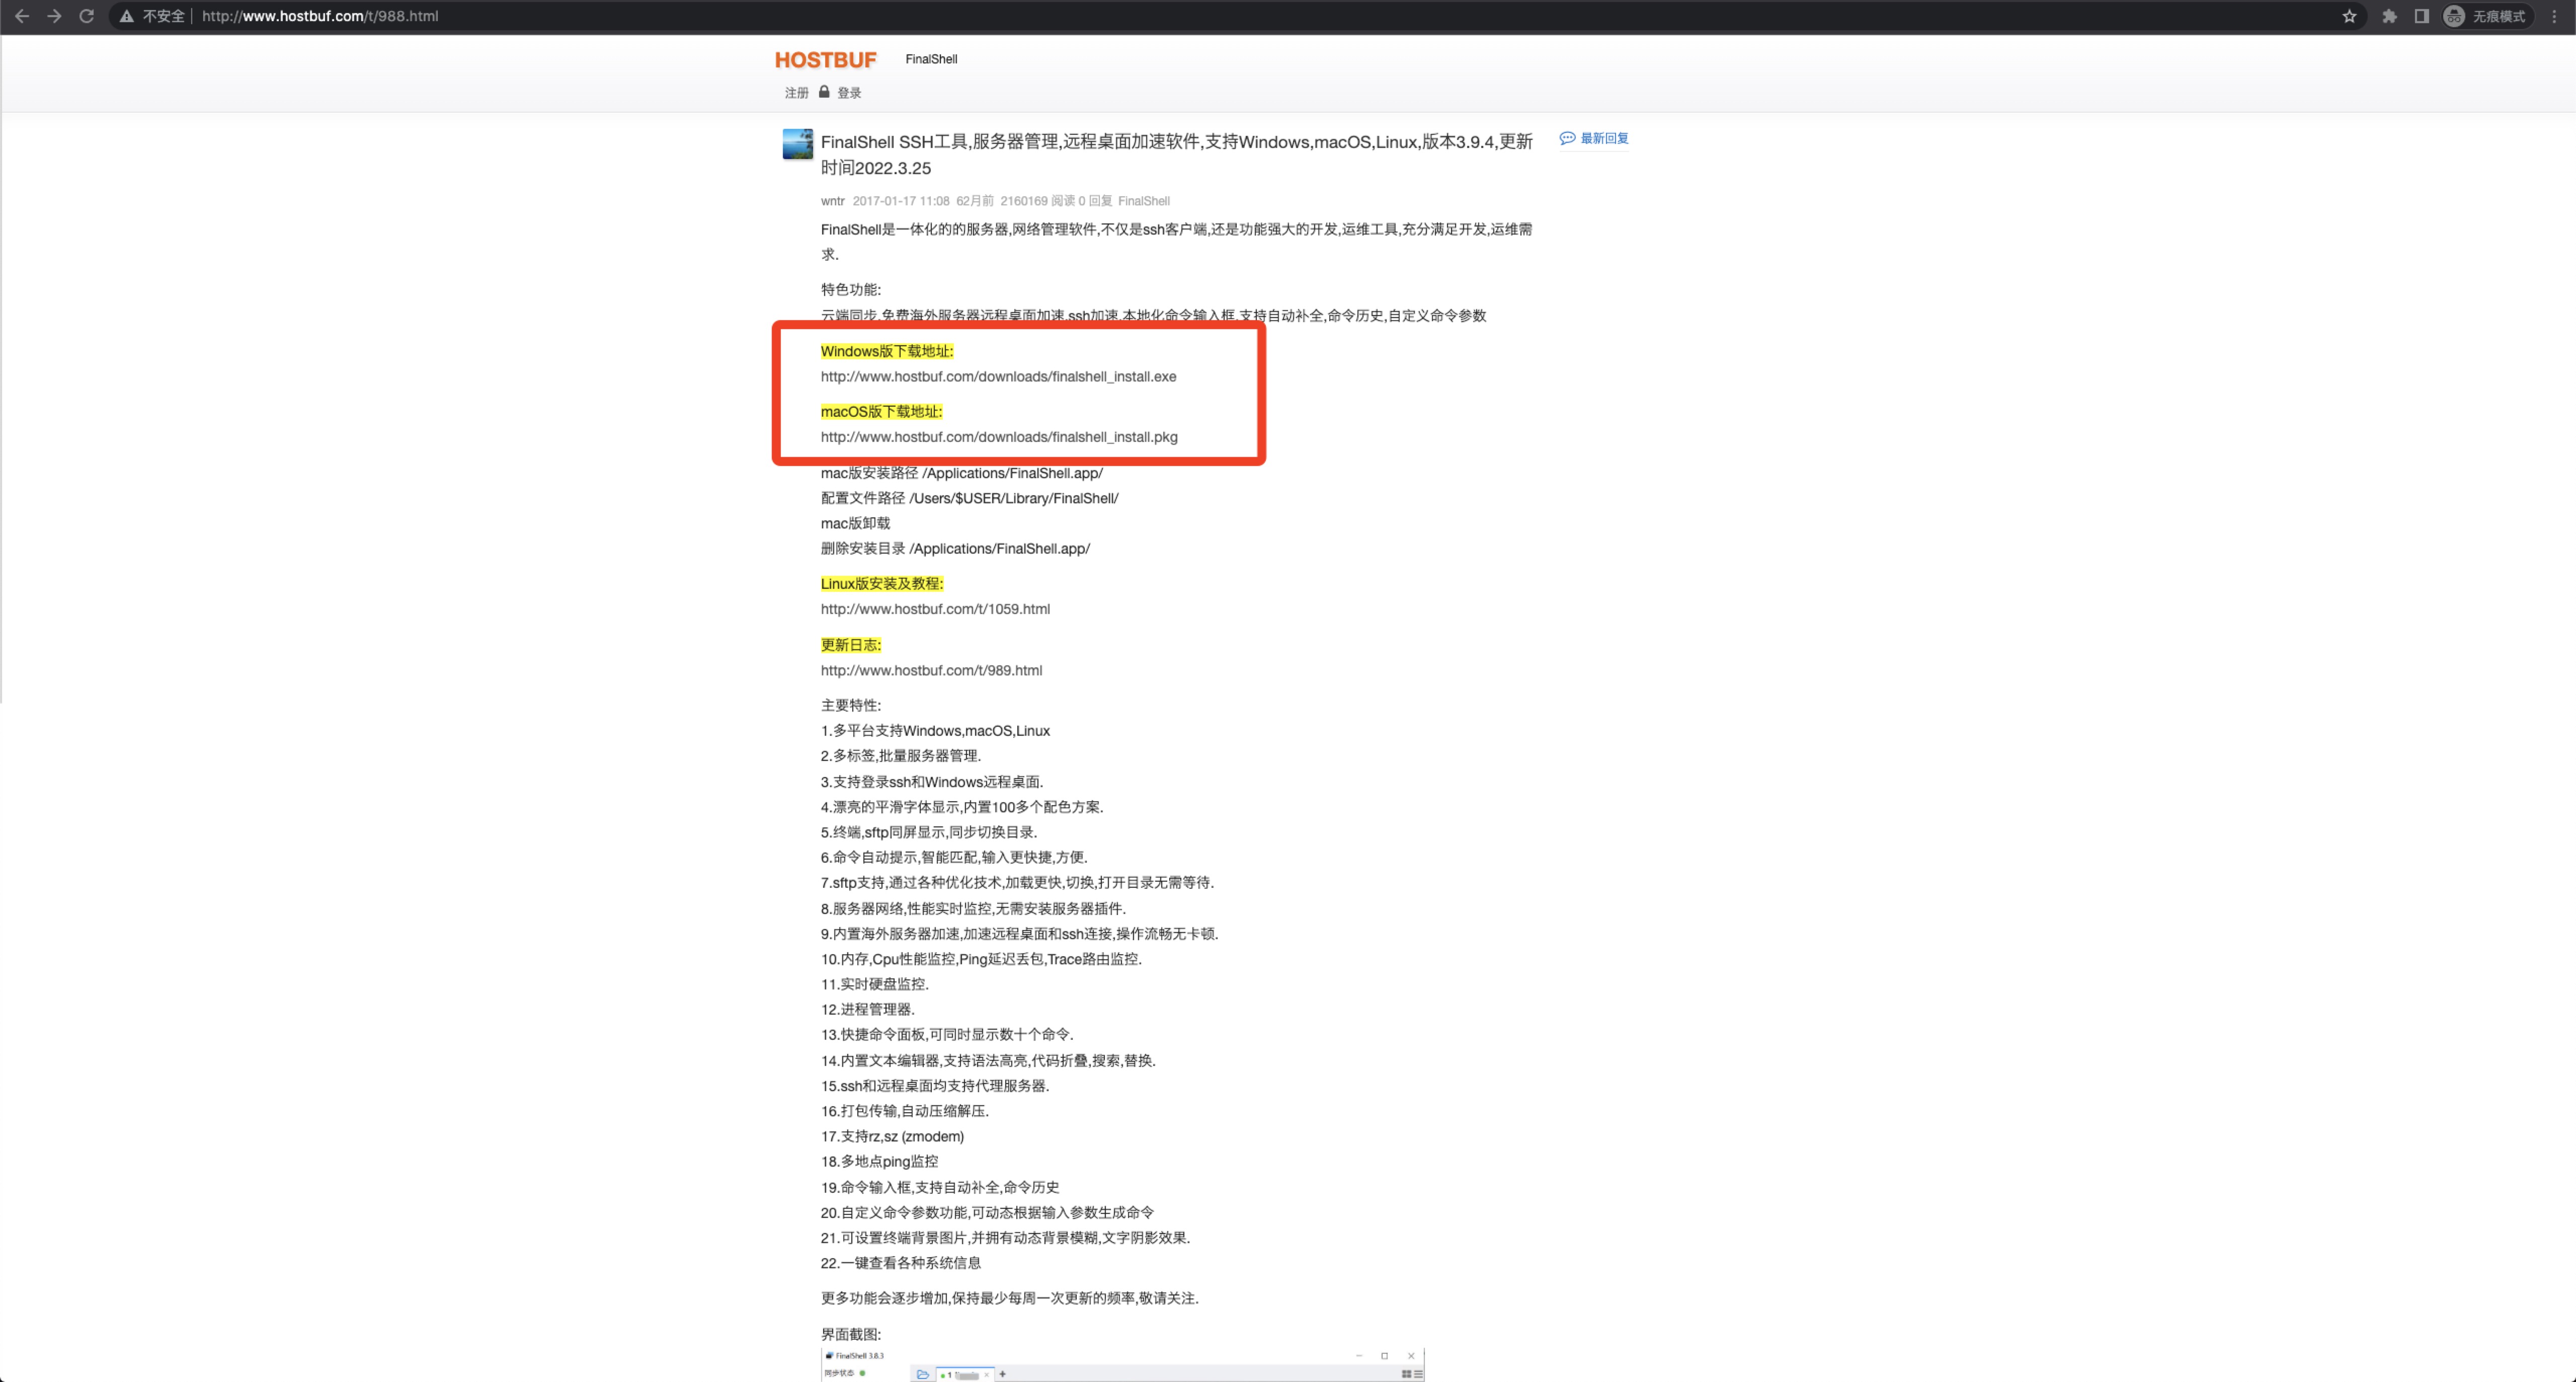 不安全
http://www.hostbuf.com/t/988.html
无痕模式
HOSTBUF
FinalShell
注册
登录
FinalShell SSH工具,服务器管理,远程桌面加速软件,支持Windows,macOS,Linux,版本3.9.4,更新
时间2022.3.25
最新回复
wntr 2017-01-17 11:08 62月前 2160169 阅读 0 回复 FinalShell
FinalShell是一体化的的服务器,网络管理软件,不仅是ssh客户端,还是功能强大的开发,运维工具,充分满足开发,运维需
求.
特色功能:
云端同步,免费海外服务器远程桌面加速,ssh加速,本地化命令输入框,支持自动补全,命令历史,自定义命令参数
Windows版下载地址:
http://www.hostbuf.com/downloads/finalshell_install.exe
macOS版下载地址:
http://www.hostbuf.com/downloads/finalshell_install.pkg
mac版安装路径 /Applications/FinalShell.app/
配置文件路径 /Users/$USER/Library/FinalShell/
mac版卸载
删除安装目录 /Applications/FinalShell.app/
Linux版安装及教程:
http://www.hostbuf.com/t/1059.html
更新日志:
http://www.hostbuf.com/t/989.html
主要特性:
1.多平台支持Windows,macOS,Linux
2.多标签,批量服务器管理.
3.支持登录ssh和Windows远程桌面.
4.漂亮的平滑字体显示,内置100多个配色方案.
5.终端,sftp同屏显示,同步切换目录.
6.命令自动提示,智能匹配,输入更快捷,方便.
7.sftp支持,通过各种优化技术,加载更快,切换,打开目录无需等待.
8.服务器网络,性能实时监控,无需安装服务器插件.
9.内置海外服务器加速,加速远程桌面和ssh连接,操作流畅无卡顿.
10.内存,Cpu性能监控,Ping延迟丢包,Trace路由监控.
11.实时硬盘监控.
12.进程管理器.
13.快捷命令面板,可同时显示数十个命令.
14.内置文本编辑器,支持语法高亮,代码折叠,搜索,替换.
15.ssh和远程桌面均支持代理服务器.
16.打包传输,自动压缩解压.
17.支持rz,sz (zmodem)
18.多地点ping监控
19.命令输入框,支持自动补全,命令历史
20.自定义命令参数功能,可动态根据输入参数生成命令
21.可设置终端背景图片,并拥有动态背景模糊,文字阴影效果.
22.一键查看各种系统信息
更多功能会逐步增加,保持最少每周一次更新的频率,敬请关注.
界面截图:
FinalShell 3.8.3
同步状态
1